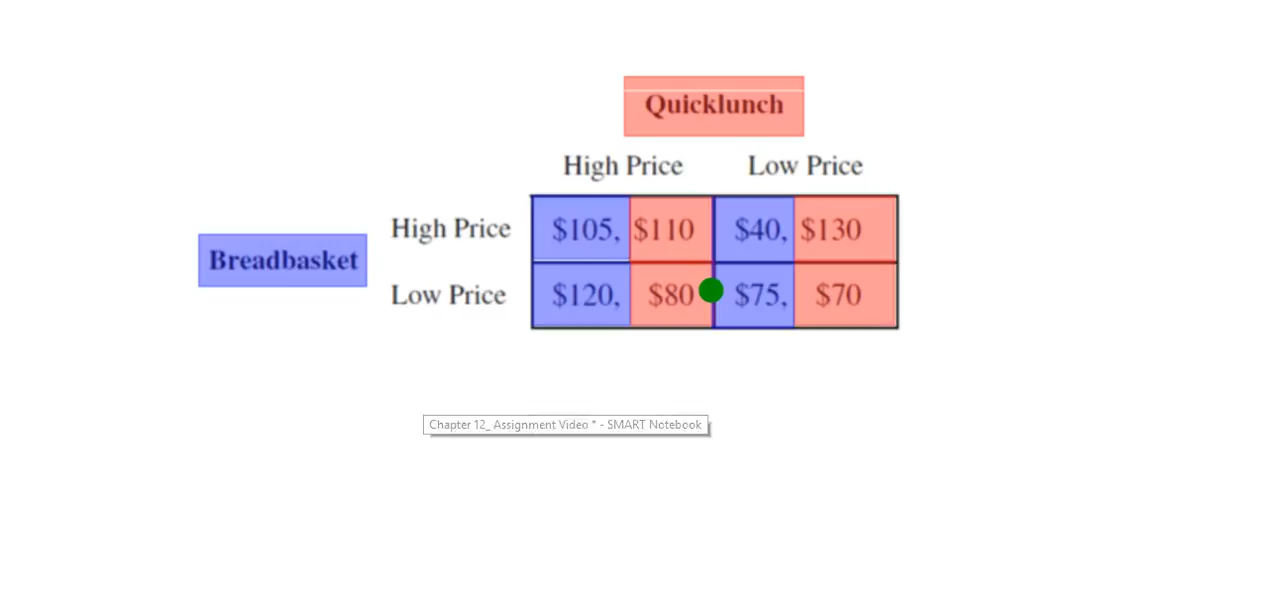 Quicklunch
High Price Low Price
High Price $105, $110 $40, $130
Breadbasket
Low Price $120, $80 $75, $70
Chapter 12_ Assignment Video * - SMART Notebook